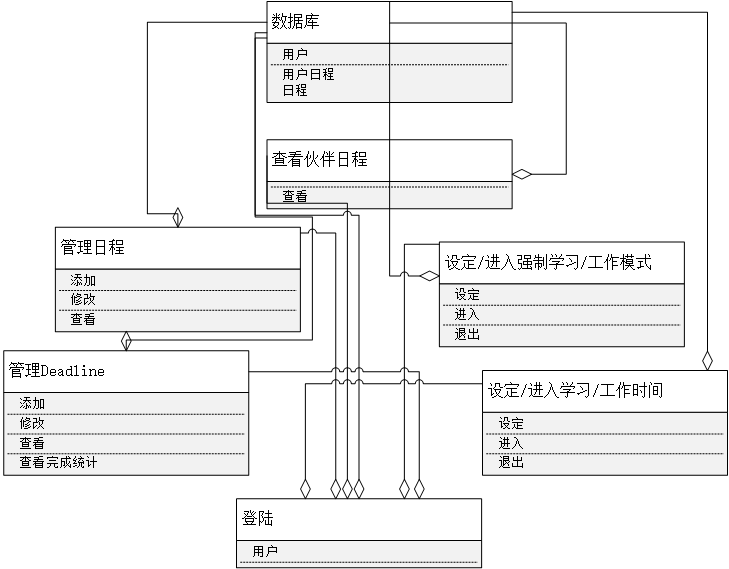 数据库
用户
用户日程
日程
查看伙伴日程
查看
管理日程
添加
修改
查看
设定/进入强制学习/工作模式
设定
进入
退出
管理Deadline
添加
修改
查看
查看完成统计
设定/进入学习/工作时间
设定
进入
退出
登陆
用户